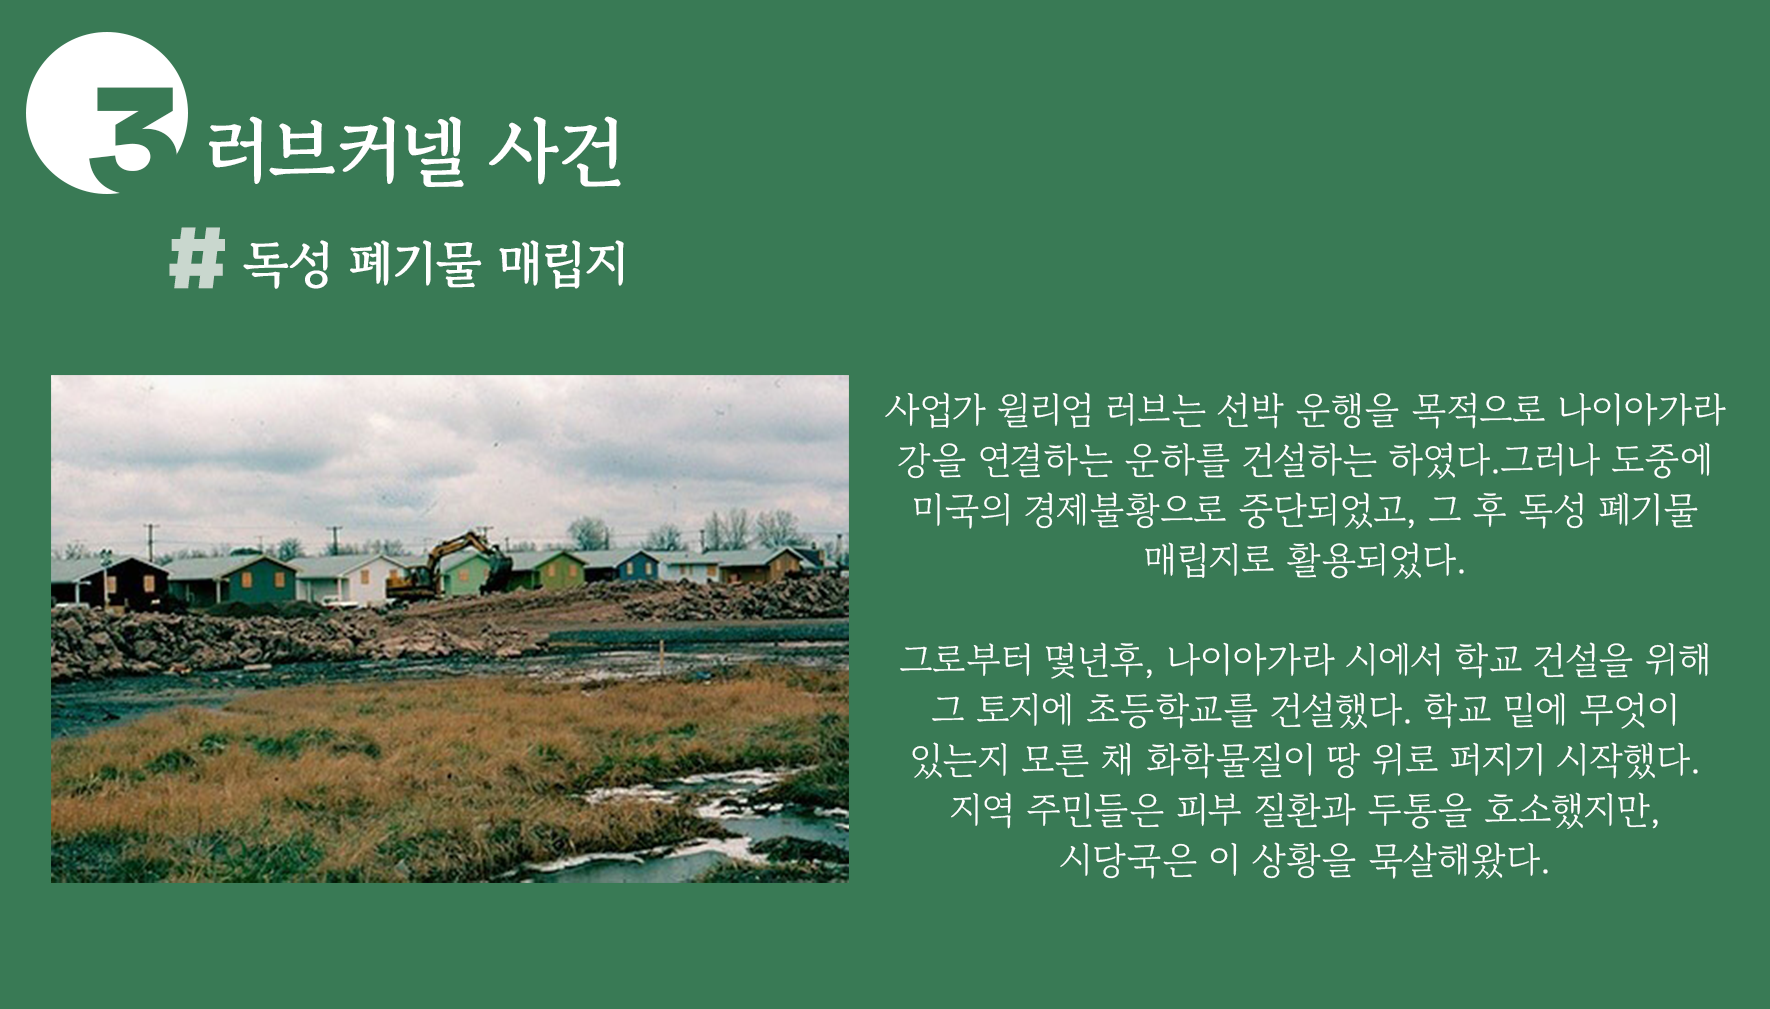 3 러브커넬 사건
# 독성 폐기물 매립지
사업가 윌리엄 러브는 선박 운행을 목적으로 나이아가라
강을 연결하는 운하를 건설하는 하였다.그러나 도중에
미국의 경제불황으로 중단되었고, 그 후 독성 폐기물
매립지로 활용되었다.
그로부터 몇년후, 나이아가라 시에서 학교 건설을 위해
그 토지에 초등학교를 건설했다. 학교 밑에 무엇이
있는지 모른 채 화학물질이 땅 위로 퍼지기 시작했다.
지역 주민들은 피부 질환과 두통을 호소했지만,
시당국은 이 상황을 묵살해왔다.